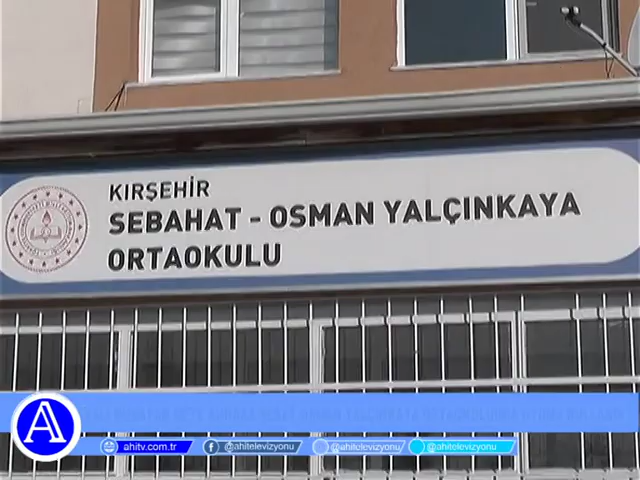 KIRŞEHİR
SEBAHAT - OSMAN YALÇINKAYA
ORTAOKULU
A
ahitv.com.tr
@ahitelevizyonu
@ahitelevizyonu
@ahitelevizyonu